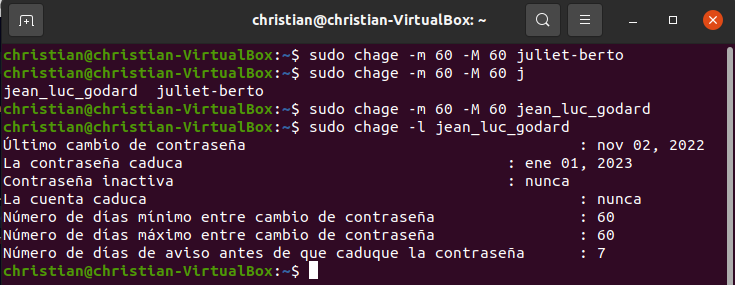 christian@christian-VirtualBox: ~
christian@christian-VirtualBox:~$ sudo chage -m 60 -M 60 juliet-berto
christian@christian-VirtualBox:~$ sudo chage -m 60 -M 60 j
jean_luc_godard  juliet-berto
christian@christian-VirtualBox:~$ sudo chage -m 60 -M 60 jean_luc_godard
christian@christian-VirtualBox:~$ sudo chage -l jean_luc_godard
Último cambio de contraseña : nov 02, 2022
La contraseña caduca : ene 01, 2023
Contraseña inactiva : nunca
La cuenta caduca : nunca
Número de días mínimo entre cambio de contraseña : 60
Número de días máximo entre cambio de contraseña : 60
Número de días de aviso antes de que caduque la contraseña : 7
christian@christian-VirtualBox:~$